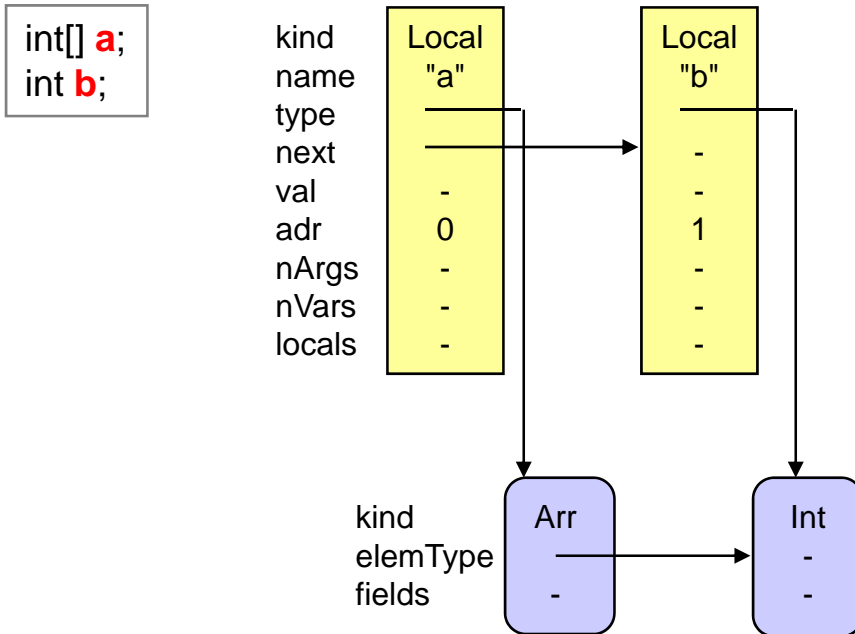 int[] a;
int b;
kind Local Local
name "a" "b"
type
next -
val - -
adr 0 1
nArgs - -
nVars - -
locals - -
kind Arr Int
elemType -
fields - -